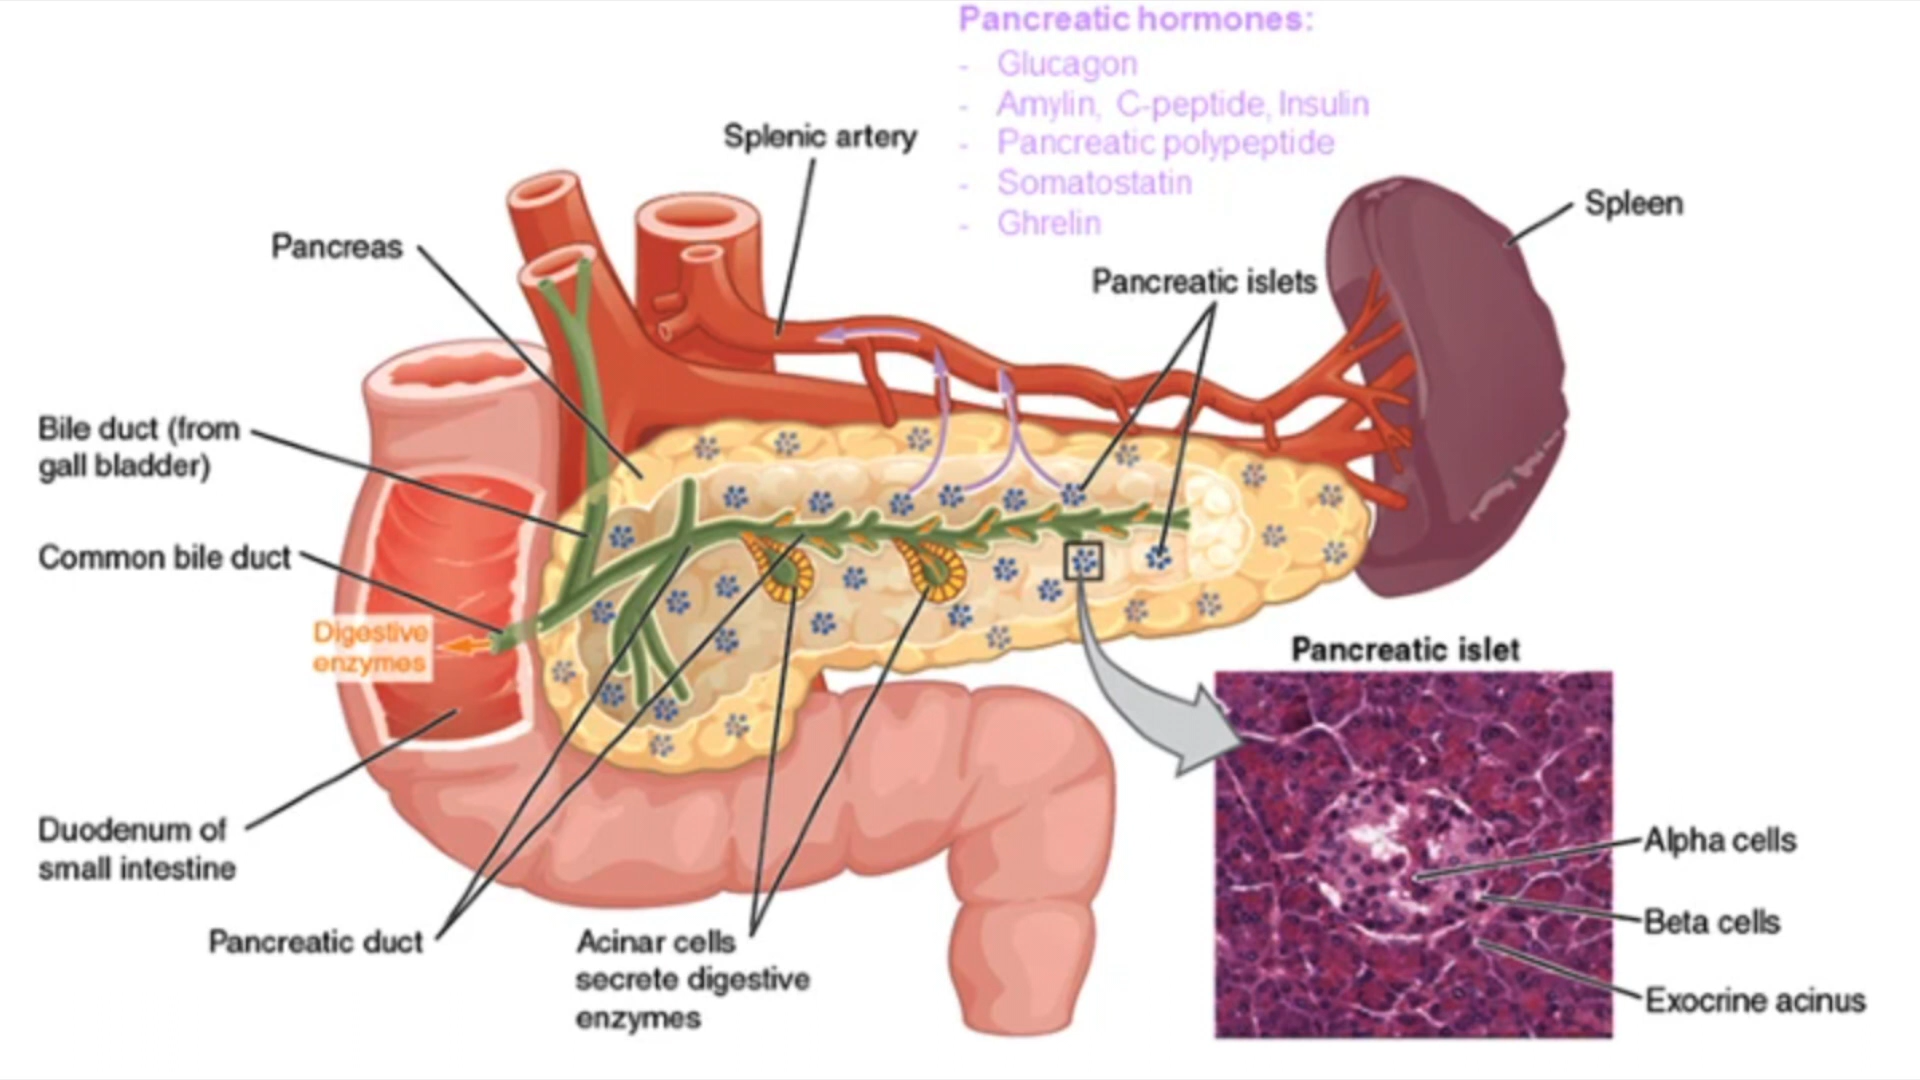 Pancreatic hormones:
- Glucagon
- Amylin, C-peptide, Insulin
- Pancreatic polypeptide
- Somatostatin
- Ghrelin
Splenic artery
Spleen
Pancreas
Pancreatic islets
Bile duct (from
gall bladder)
Common bile duct
Digestive
enzymes
Pancreatic islet
Duodenum of
small intestine
Alpha cells
Beta cells
Pancreatic duct
Acinar cells
secrete digestive
enzymes
Exocrine acinus